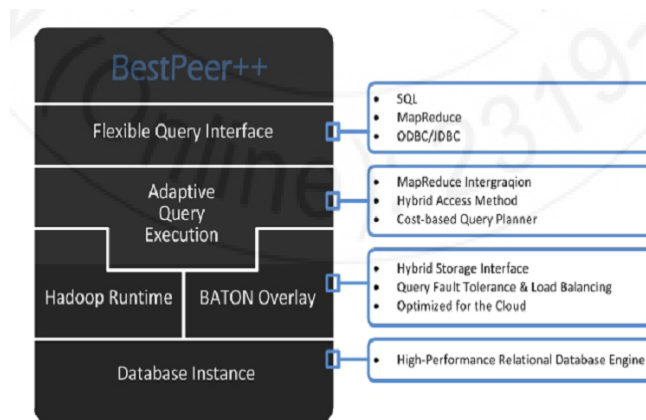 BestPeer++
Flexible Query Interface
SQL
MapReduce
ODBC/JDBC
Adaptive
Query
Execution
MapReduce Intergraqion
Hybrid Access Method
Cost-based Query Planner
Hadoop Runtime
BATON Overlay
Hybrid Storage Interface
Query Fault Tolerance & Load Balancing
Optimized for the Cloud
Database Instance
High-Performance Relational Database Engine
(Online) 2319-